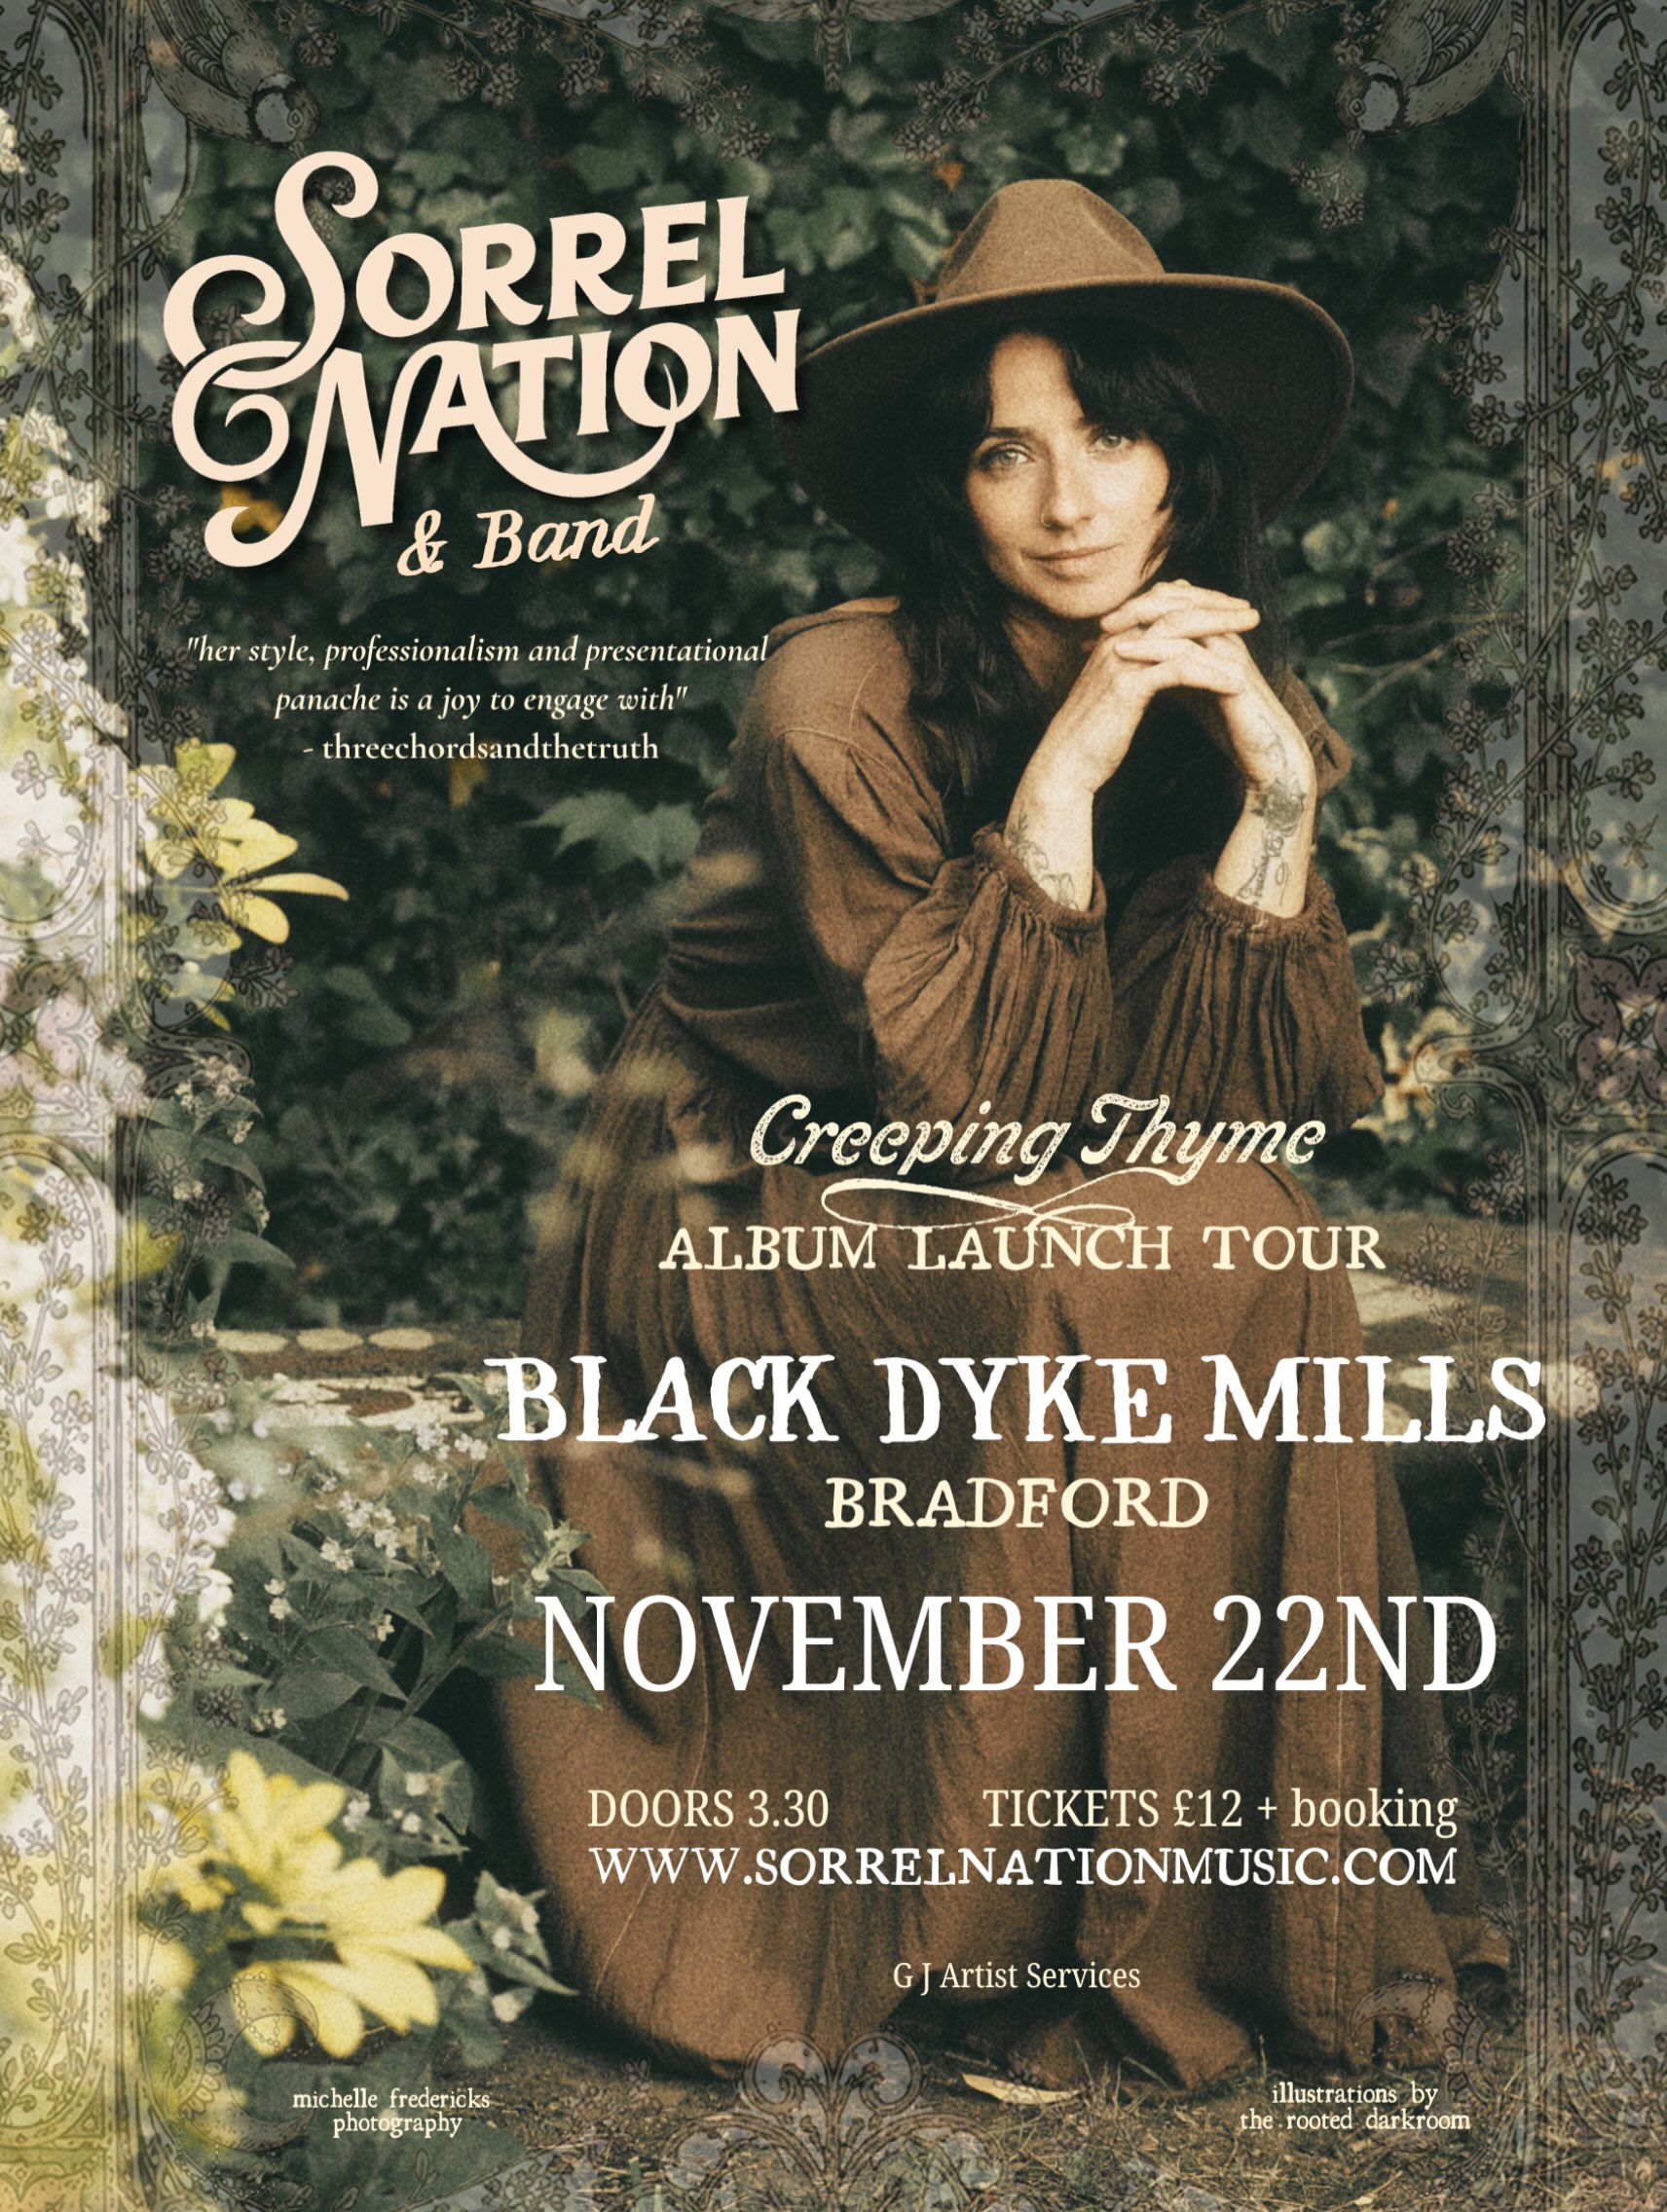 SORREL
NATION
& Band
"her style, professionalism and presentational
panache is a joy to engage with"
- threechordsandthetruth
Creeping Thyme
ALBUM LAUNCH TOUR
BLACK DYKE MILLS
BRADFORD
NOVEMBER 22ND
DOORS 3.30 TICKETS £12 + booking
WWW.SORRELNATIONMUSIC.COM
G J Artist Services
michelle fredericks
photography
illustrations by
the rooted darkroom